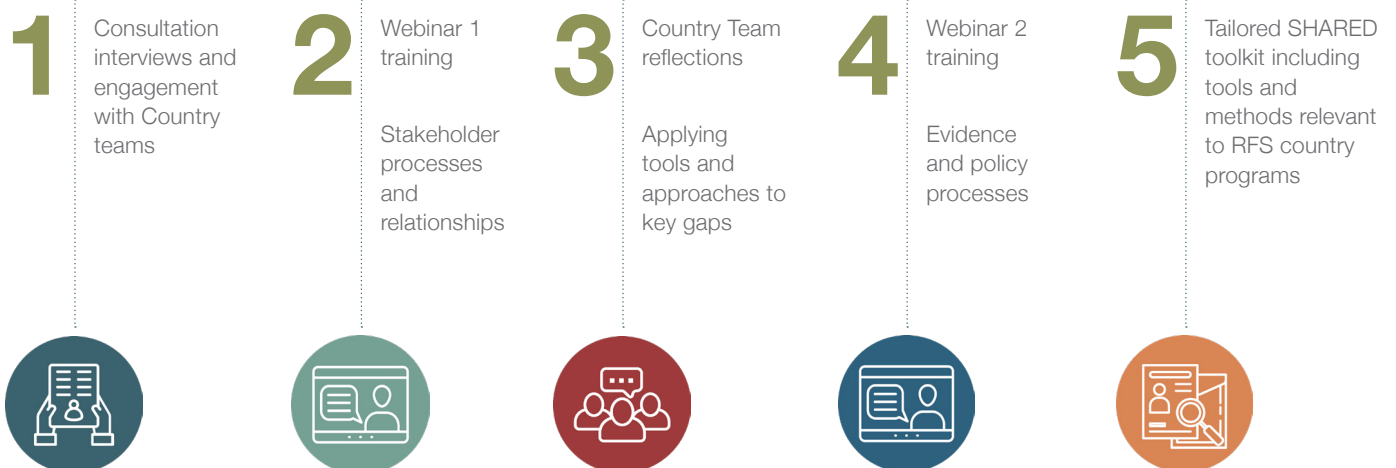 1
Consultation
interviews and
engagement
with Country
teams
2
Webinar 1
training
Stakeholder
processes
and
relationships
3
Country Team
reflections
Applying
tools and
approaches to
key gaps
4
Webinar 2
training
Evidence
and policy
processes
5
Tailored SHARED
toolkit including
tools and
methods relevant
to RFS country
programs